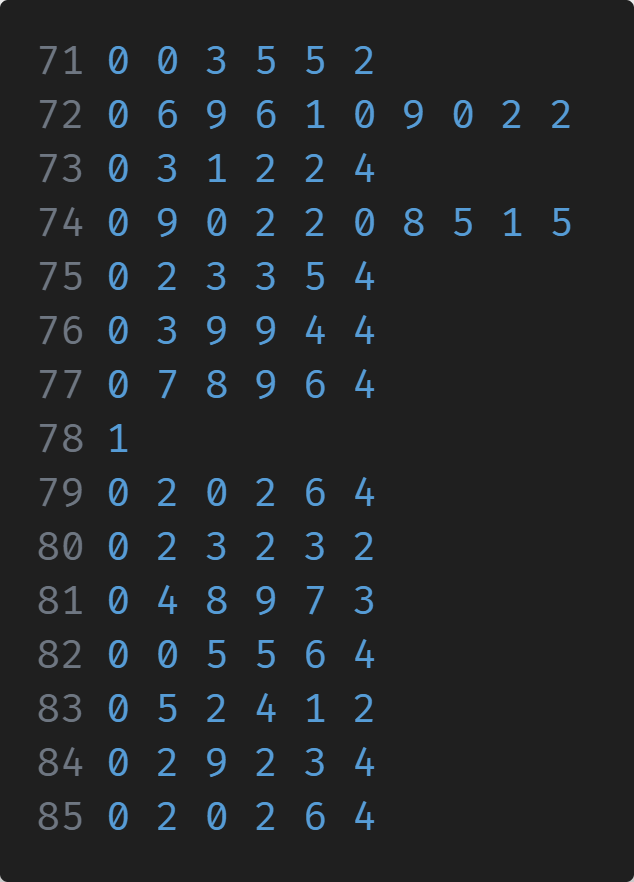 71 0 0 3 5 5 2
72 0 6 9 6 1 0 9 0 2 2
73 0 3 1 2 2 4
74 0 9 0 2 2 0 8 5 1 5
75 0 2 3 3 5 4
76 0 3 9 9 4 4
77 0 7 8 9 6 4
78 1
79 0 2 0 2 6 4
80 0 2 3 2 3 2
81 0 4 8 9 7 3
82 0 0 5 5 6 4
83 0 5 2 4 1 2
84 0 2 9 2 3 4
85 0 2 0 2 6 4